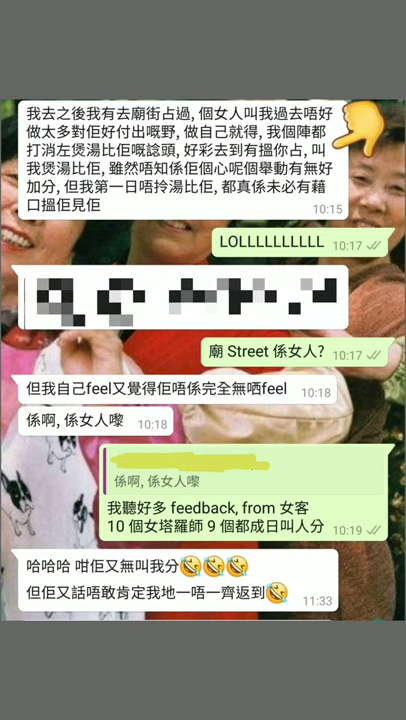 我去之後我有去廟街占過, 個女人叫我過去唔好
做太多對佢好付出嘅野, 做自己就得, 我個陣都
打消左煲湯比佢嘅諗頭, 好彩去到有搵你占, 叫
我煲湯比佢, 雖然唔知係佢個心呢個舉動有無好
加分, 但我第一日唔拎湯比佢, 都真係未必有藉
口搵佢見佢
10:15
LOLLLLLLLLLL 10:17
廟 Street 係女人? 10:17
但我自己feel又覺得佢唔係完全無哂feel 10:18
係啊, 係女人嚟 10:18
係啊, 係女人嚟
我聽好多 feedback, from 女客
10 個女塔羅師 9 個都成日叫人分 10:19
哈哈哈 咁佢又無叫我分🤣🤣🤣
但佢又話唔敢肯定我地一唔一齊返到🤣 11:33